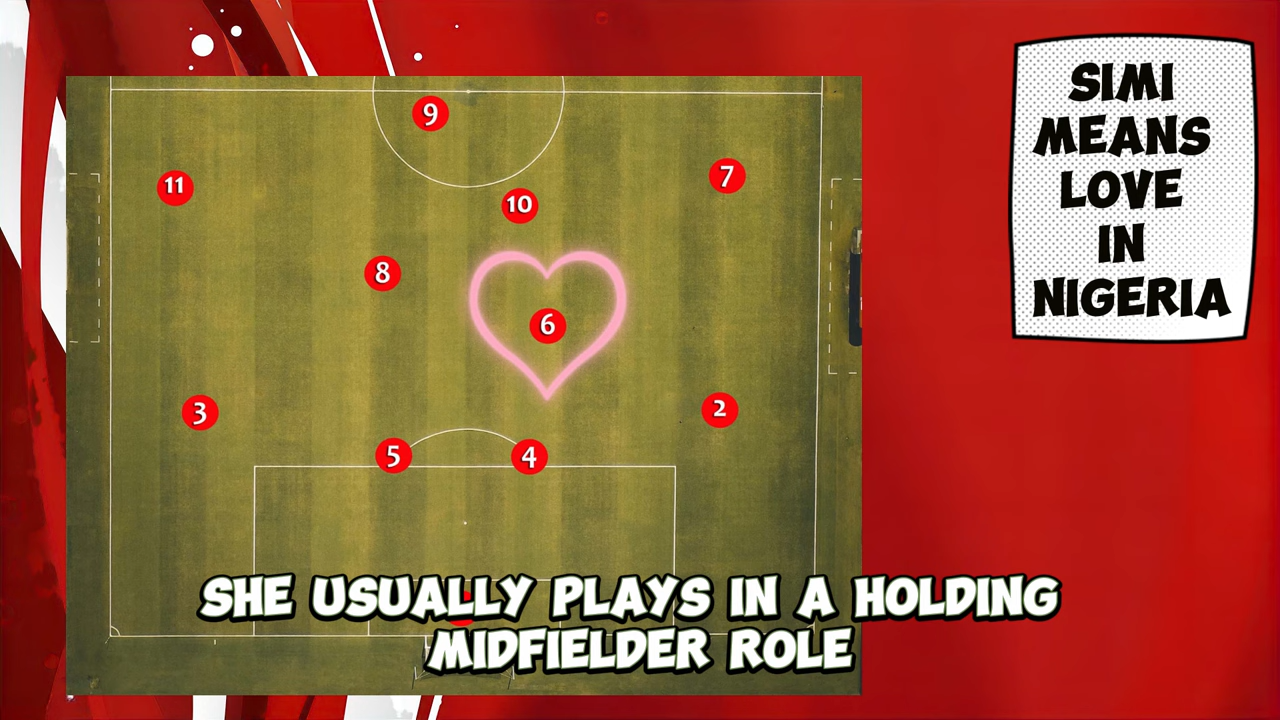 SIMI
MEANS
LOVE
IN
NIGERIA
9
11
7
10
8
6
3
2
5
4
SHE USUALLY PLAYS IN A HOLDING
MIDFIELDER ROLE